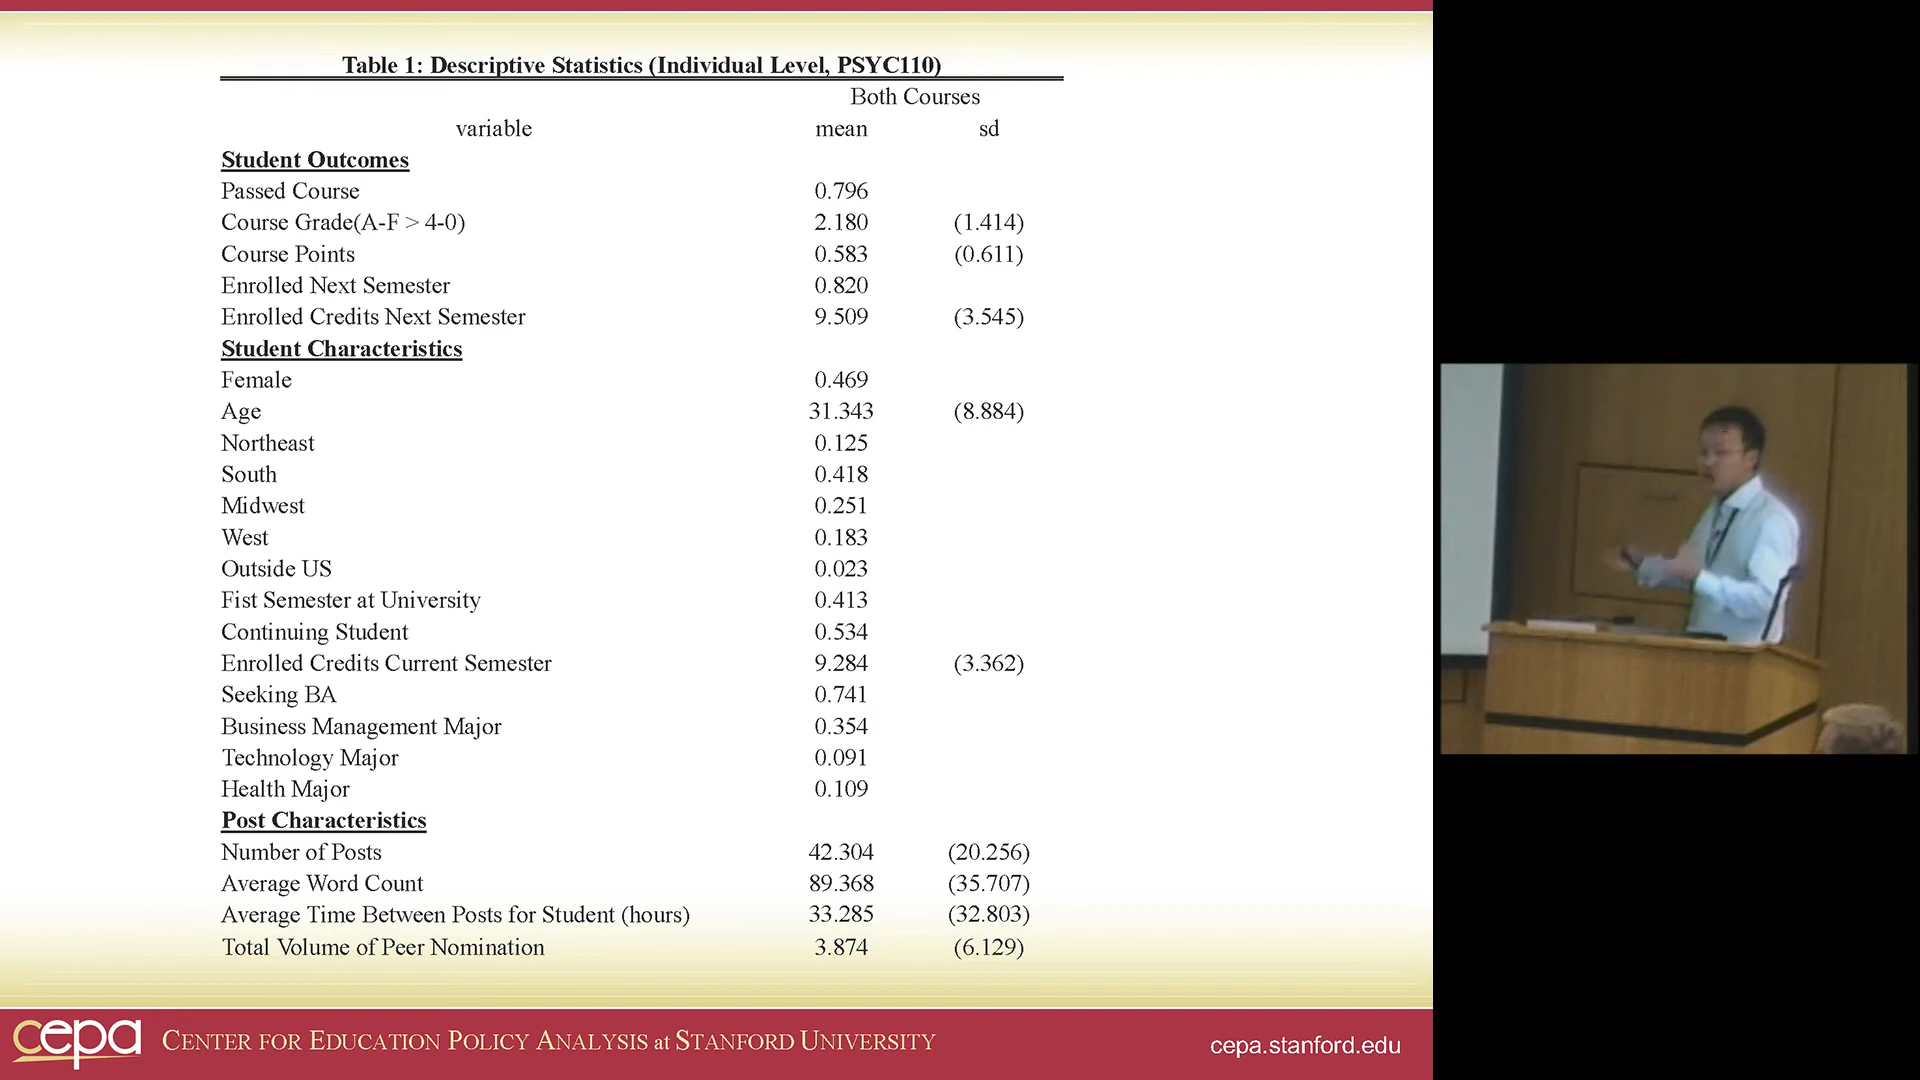 Table 1: Descriptive Statistics (Individual Level, PSYC110)
Both Courses
variable mean sd
Student Outcomes
Passed Course 0.796
Course Grade(A-F > 4-0) 2.180 (1.414)
Course Points 0.583 (0.611)
Enrolled Next Semester 0.820
Enrolled Credits Next Semester 9.509 (3.545)
Student Characteristics
Female 0.469
Age 31.343 (8.884)
Northeast 0.125
South 0.418
Midwest 0.251
West 0.183
Outside US 0.023
Fist Semester at University 0.413
Continuing Student 0.534
Enrolled Credits Current Semester 9.284 (3.362)
Seeking BA 0.741
Business Management Major 0.354
Technology Major 0.091
Health Major 0.109
Post Characteristics
Number of Posts 42.304 (20.256)
Average Word Count 89.368 (35.707)
Average Time Between Posts for Student (hours) 33.285 (32.803)
Total Volume of Peer Nomination 3.874 (6.129)
cepa CENTER FOR EDUCATION POLICY ANALYSIS at STANFORD UNIVERSITY cepa.stanford.edu